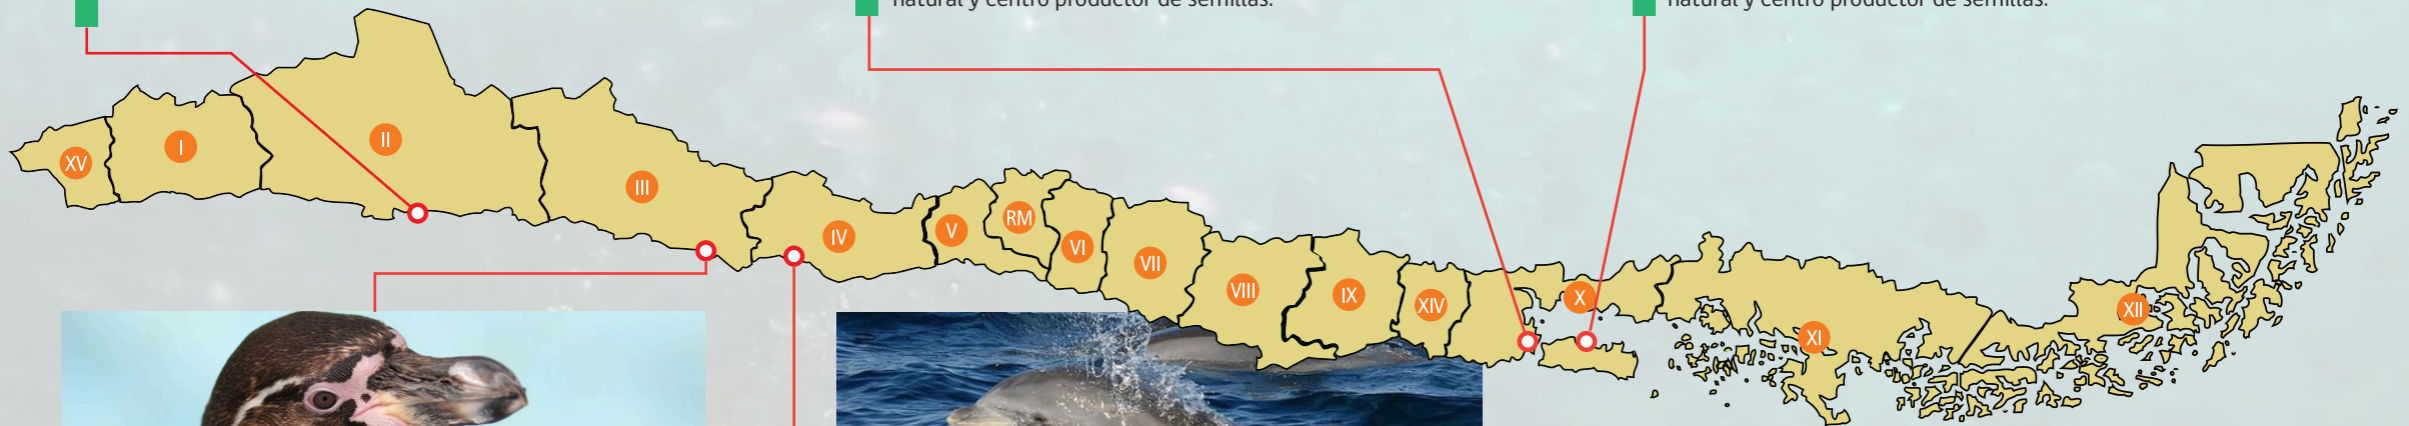 natural y centro productor de semillas.
natural y centro productor de semillas.
XV
I
II
III
IV
V
RM
VI
VII
VIII
IX
XIV
X
XI
XII